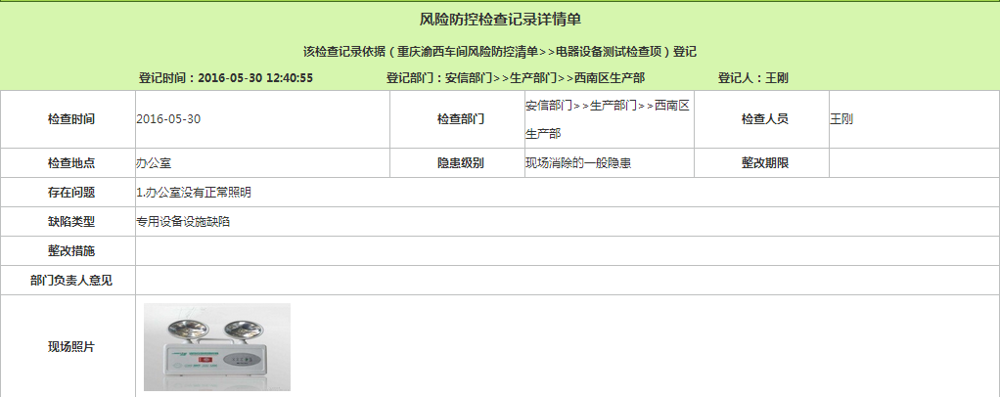 风险防控检查记录详情单
该检查记录依据（重庆渝西车间风险防控清单>>电器设备测试检查项）登记
登记时间：2016-05-30 12:40:55 登记部门：安信部门>>生产部门>>西南区生产部 登记人：王刚
检查时间 2016-05-30 检查部门 安信部门>>生产部门>>西南区
生产部 检查人员 王刚
检查地点 办公室 隐患级别 现场消除的一般隐患 整改期限
存在问题 1.办公室没有正常照明
缺陷类型 专用设备设施缺陷
整改措施
部门负责人意见
现场照片